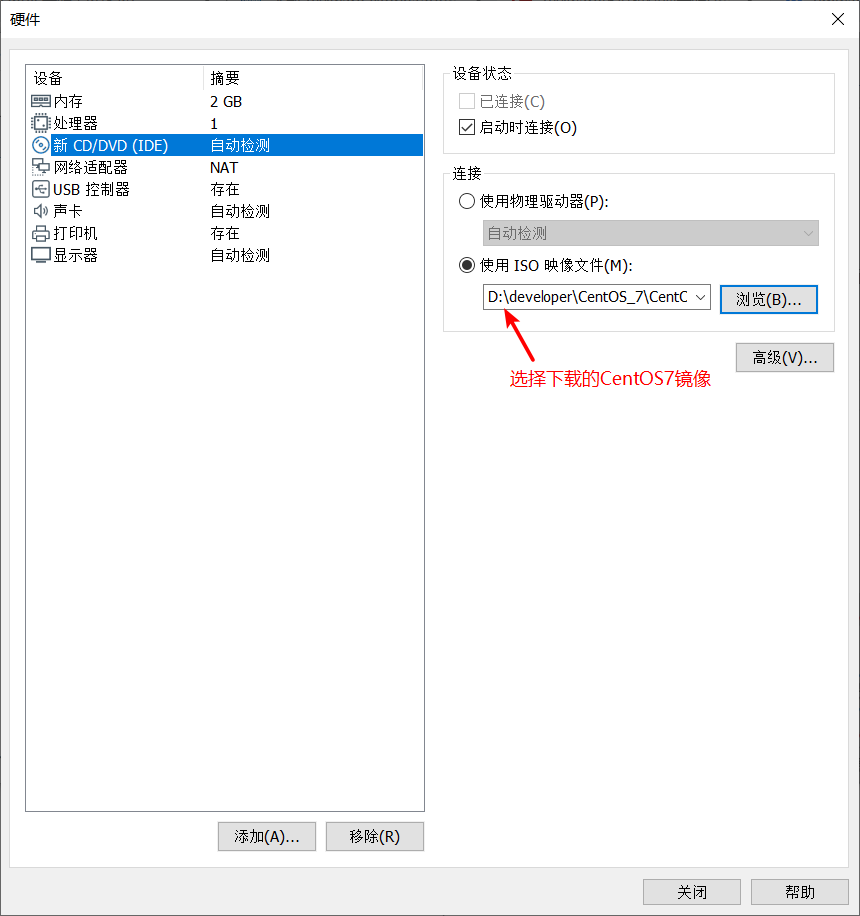 硬件
设备 摘要
内存 2 GB
处理器 1
新 CD/DVD (IDE) 自动检测
网络适配器 NAT
USB 控制器 存在
声卡 自动检测
打印机 存在
显示器 自动检测
添加(A)... 移除(R)
设备状态
已连接(C)
启动时连接(O)
连接
使用物理驱动器(P):
自动检测
使用 ISO 映像文件(M):
D:\developer\CentOS_7\CentC 浏览(B)...
高级(V)...
选择下载的CentOS7镜像
关闭 帮助